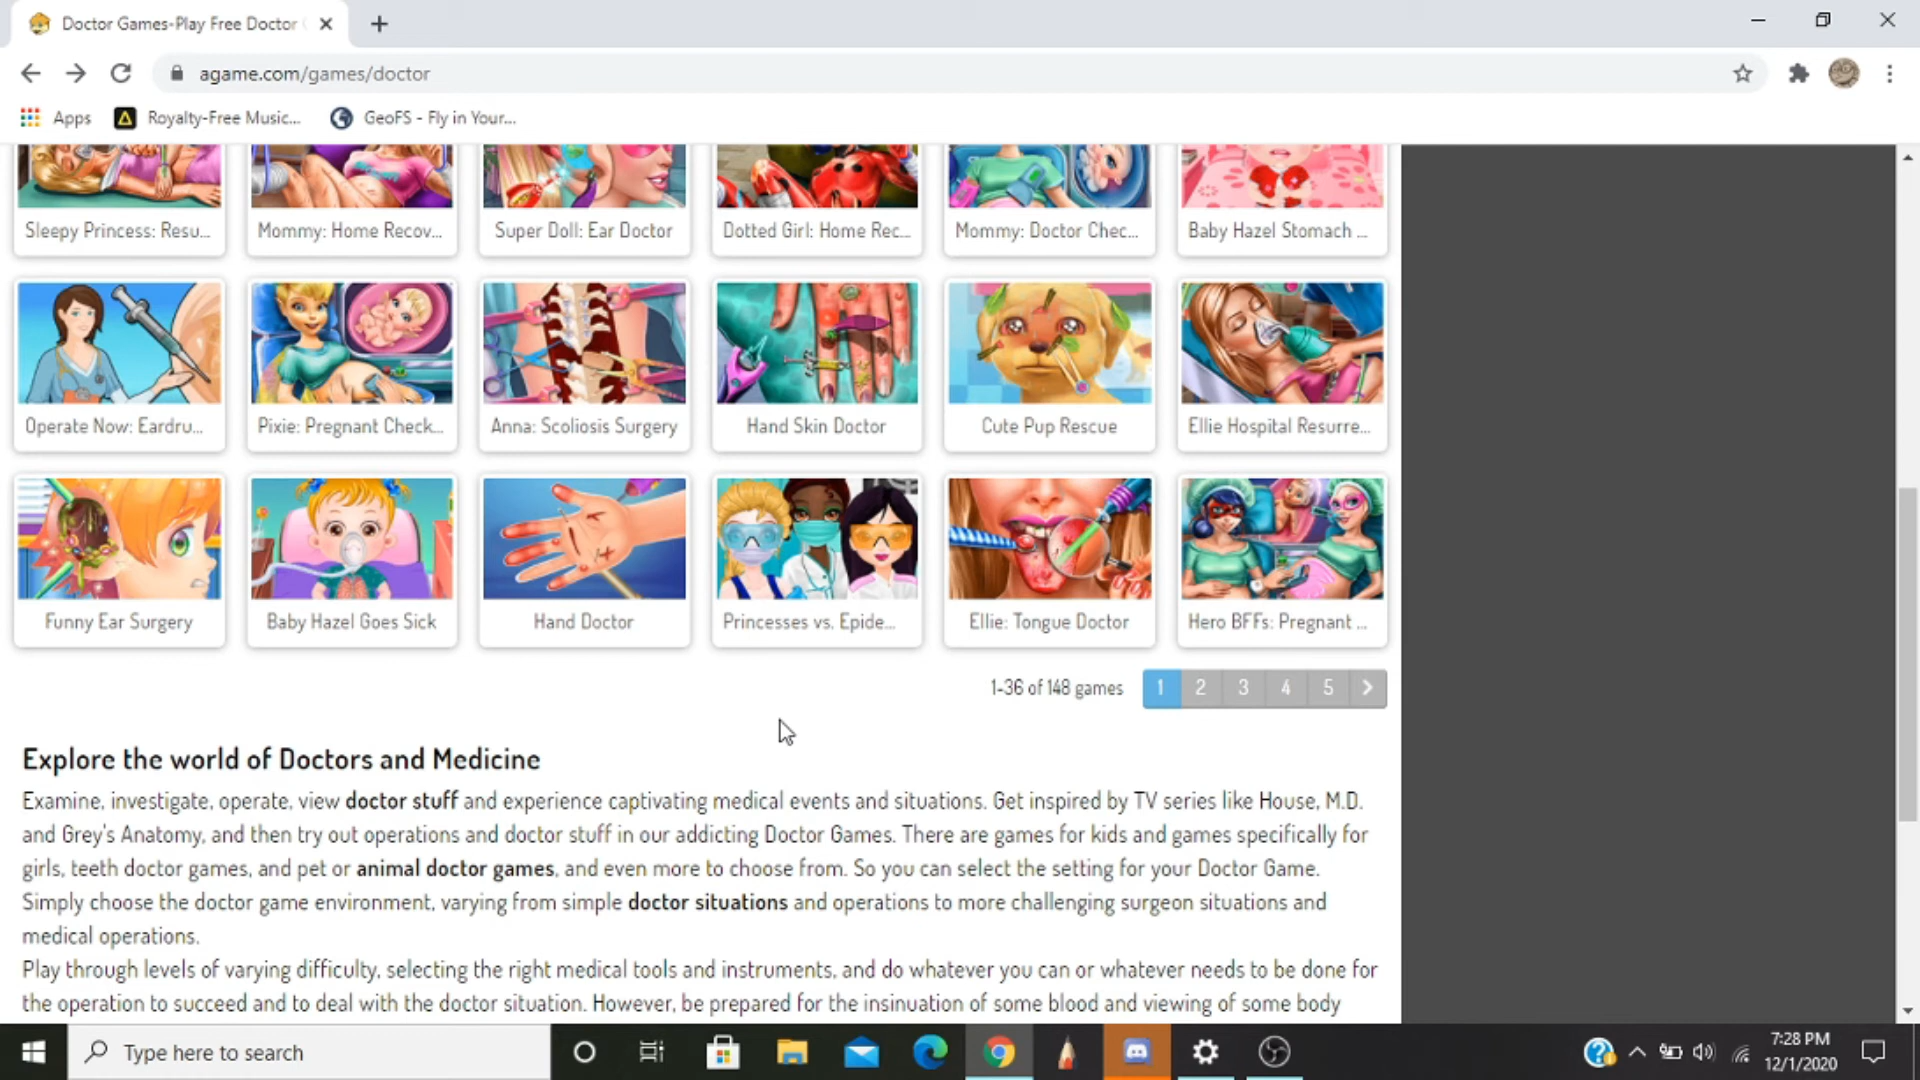 Doctor Games-Play Free Doctor
agame.com/games/doctor
Apps Royalty-Free Music... GeoFS - Fly in Your...
Sleepy Princess: Resu... Mommy: Home Recov... Super Doll: Ear Doctor Dotted Girl: Home Rec... Mommy: Doctor Chec... Baby Hazel Stomach ...
Operate Now: Eardru... Pixie: Pregnant Check... Anna: Scoliosis Surgery Hand Skin Doctor Cute Pup Rescue Ellie Hospital Resurre...
Funny Ear Surgery Baby Hazel Goes Sick Hand Doctor Princesses vs. Epide... Ellie: Tongue Doctor Hero BFFs: Pregnant ...
1-36 of 148 games 1 2 3 4 5
Explore the world of Doctors and Medicine
Examine, investigate, operate, view doctor stuff and experience captivating medical events and situations. Get inspired by TV series like House, M.D.
and Grey's Anatomy, and then try out operations and doctor stuff in our addicting Doctor Games. There are games for kids and games specifically for
girls, teeth doctor games, and pet or animal doctor games, and even more to choose from. So you can select the setting for your Doctor Game.
Simply choose the doctor game environment, varying from simple doctor situations and operations to more challenging surgeon situations and
medical operations.
Play through levels of varying difficulty, selecting the right medical tools and instruments, and do whatever you can or whatever needs to be done for
the operation to succeed and to deal with the doctor situation. However, be prepared for the insinuation of some blood and viewing of some body
Type here to search
7:28 PM
12/1/2020